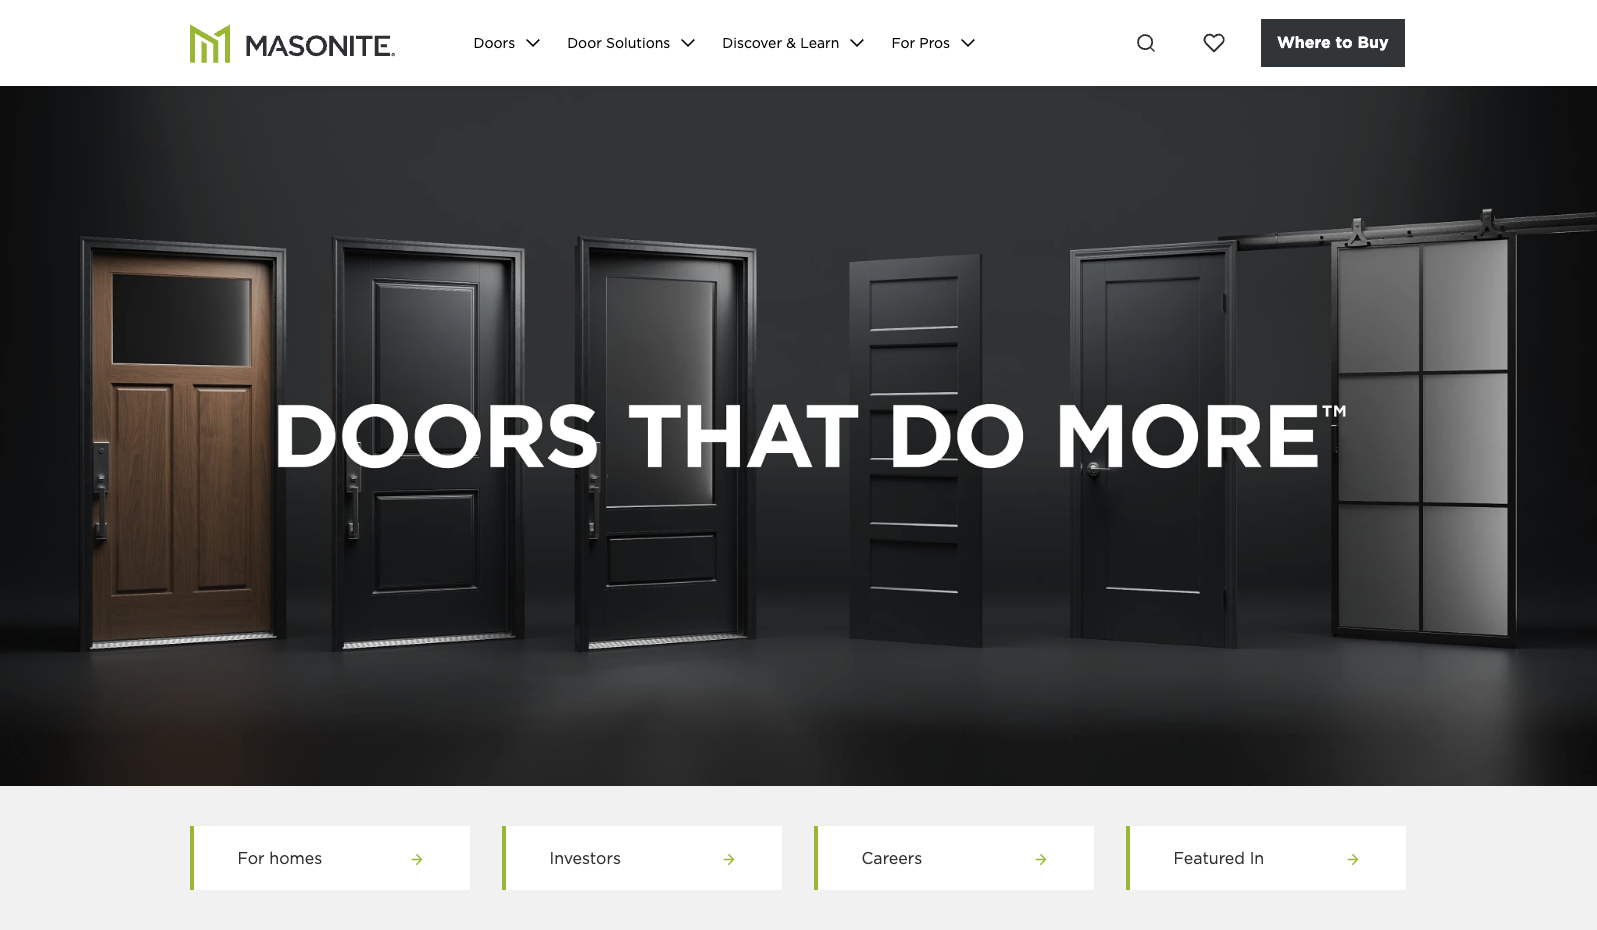 MASONITE®
Doors
Door Solutions
Discover & Learn
For Pros
Where to Buy
DOORS THAT DO MORE™
For homes
Investors
Careers
Featured In